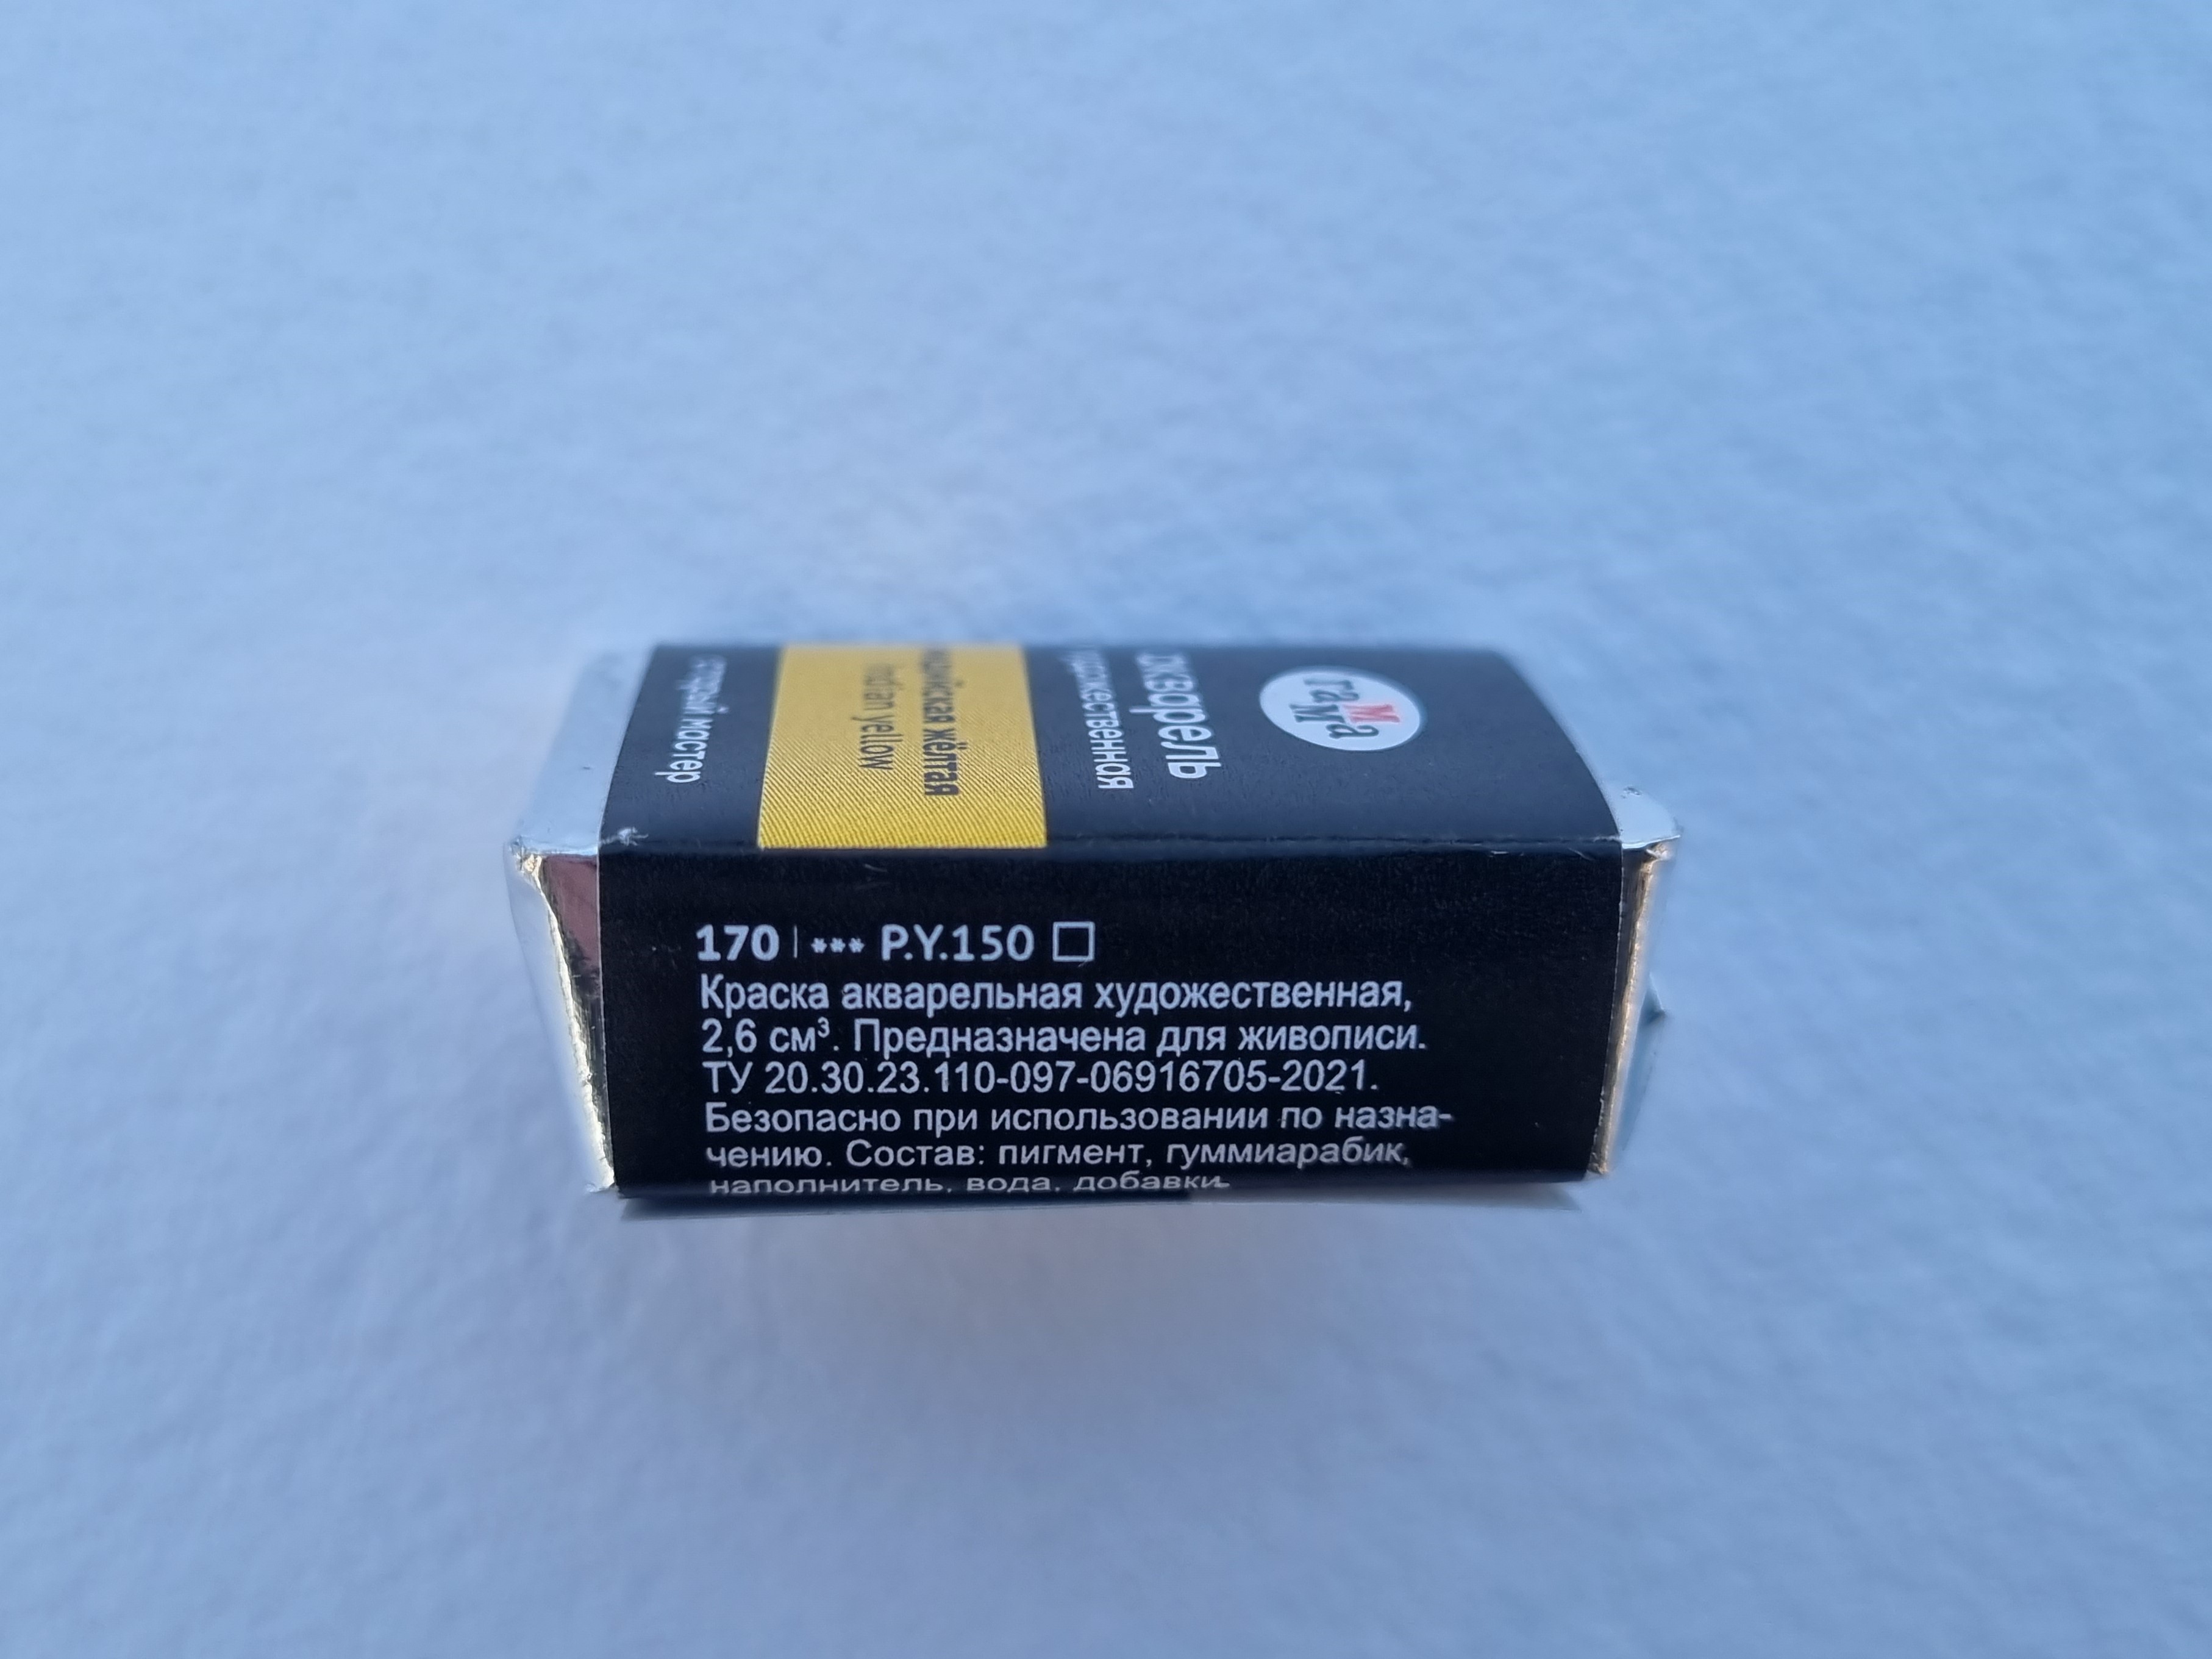 гамма
акварель
художественная
индийская жёлтая
indian yellow
старый мастер
170 | *** P.Y.150 □
Краска акварельная художественная,
2,6 см³. Предназначена для живописи.
ТУ 20.30.23.110-097-06916705-2021.
Безопасно при использовании по назна-
чению. Состав: пигмент, гуммиарабик,
наполнитель, вода, добавки.